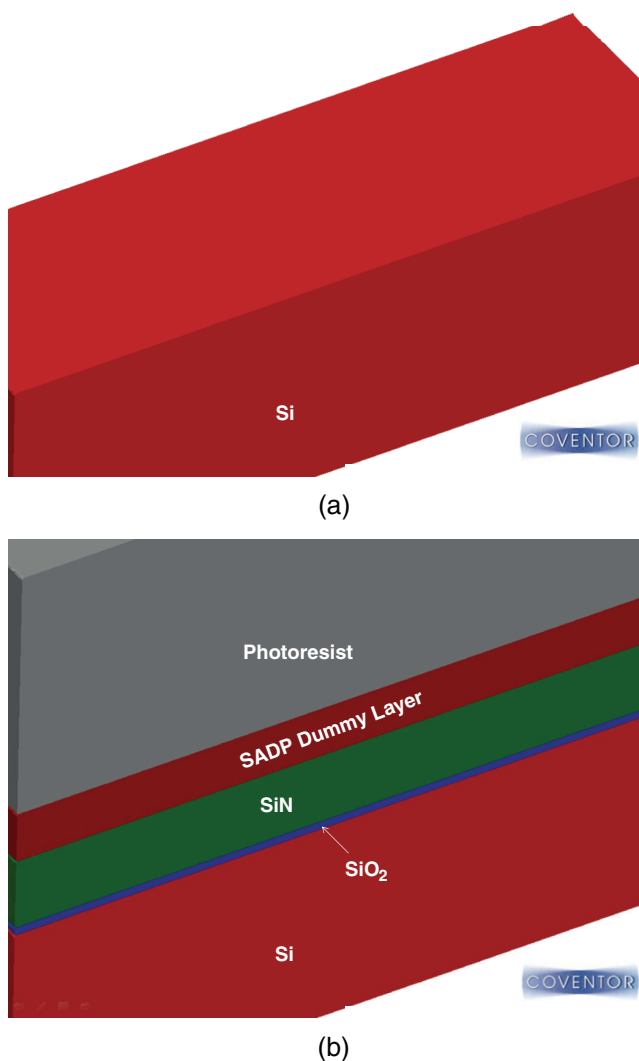 Si
COVENTOR
(a)
Photoresist
SADP Dummy Layer
SiN
SiO₂
Si
COVENTOR
(b)